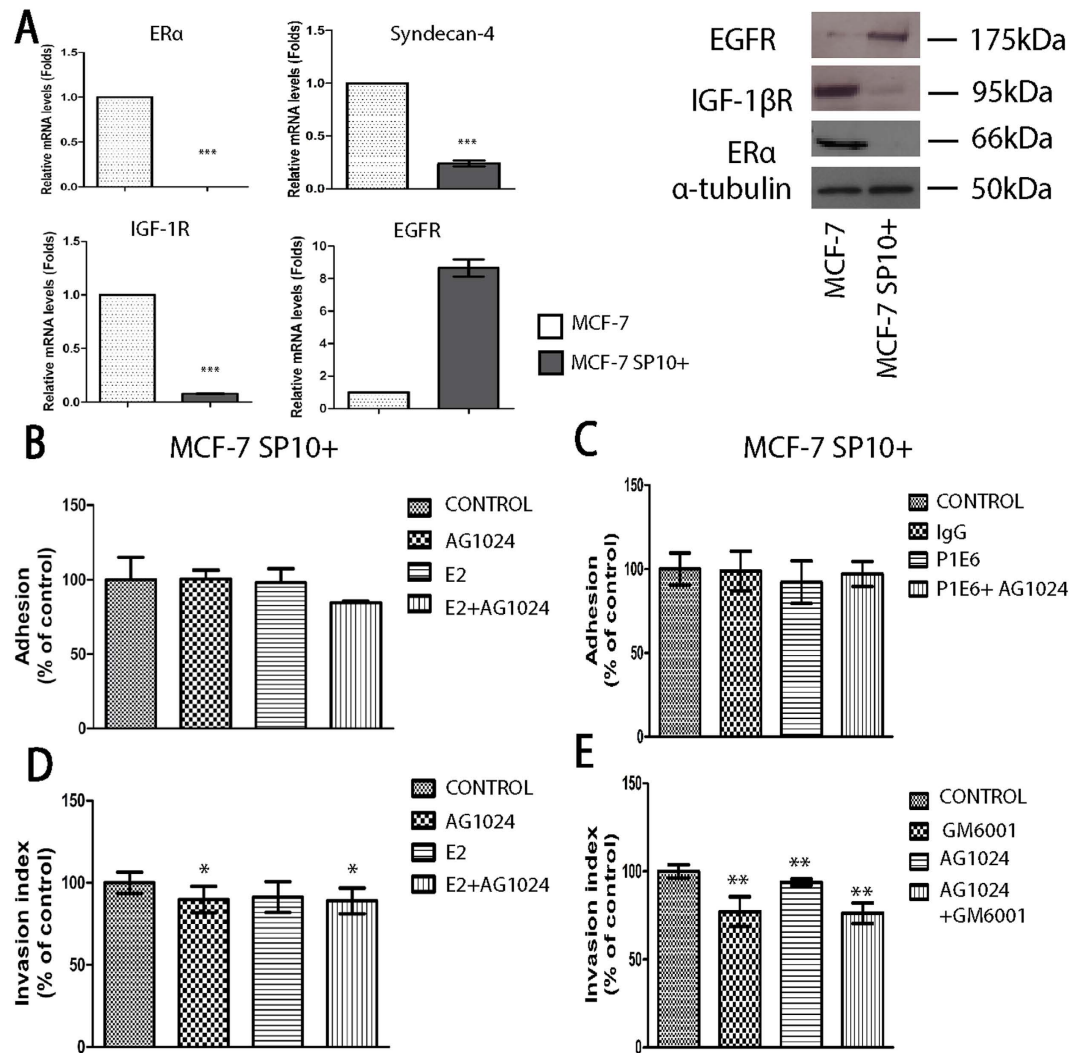 A
ERα
Relative mRNA levels (Folds)
1.5
1.0
0.5
0.0
***
Syndecan-4
Relative mRNA levels (Folds)
1.5
1.0
0.5
0.0
***
IGF-1R
Relative mRNA levels (Folds)
1.5
1.0
0.5
0.0
***
EGFR
Relative mRNA levels (Folds)
10
8
6
4
2
0
MCF-7
MCF-7 SP10+
EGFR
175kDa
IGF-1βR
95kDa
ERα
66kDa
α-tubulin
50kDa
MCF-7
MCF-7 SP10+
B
MCF-7 SP10+
Adhesion
(% of control)
150
100
50
0
CONTROL
AG1024
E2
E2+AG1024
C
MCF-7 SP10+
Adhesion
(% of control)
150
100
50
0
CONTROL
IgG
P1E6
P1E6+ AG1024
D
Invasion index
(% of control)
150
100
50
0
*
*
CONTROL
AG1024
E2
E2+AG1024
E
Invasion index
(% of control)
150
100
50
0
**
**
**
CONTROL
GM6001
AG1024
AG1024
+GM6001